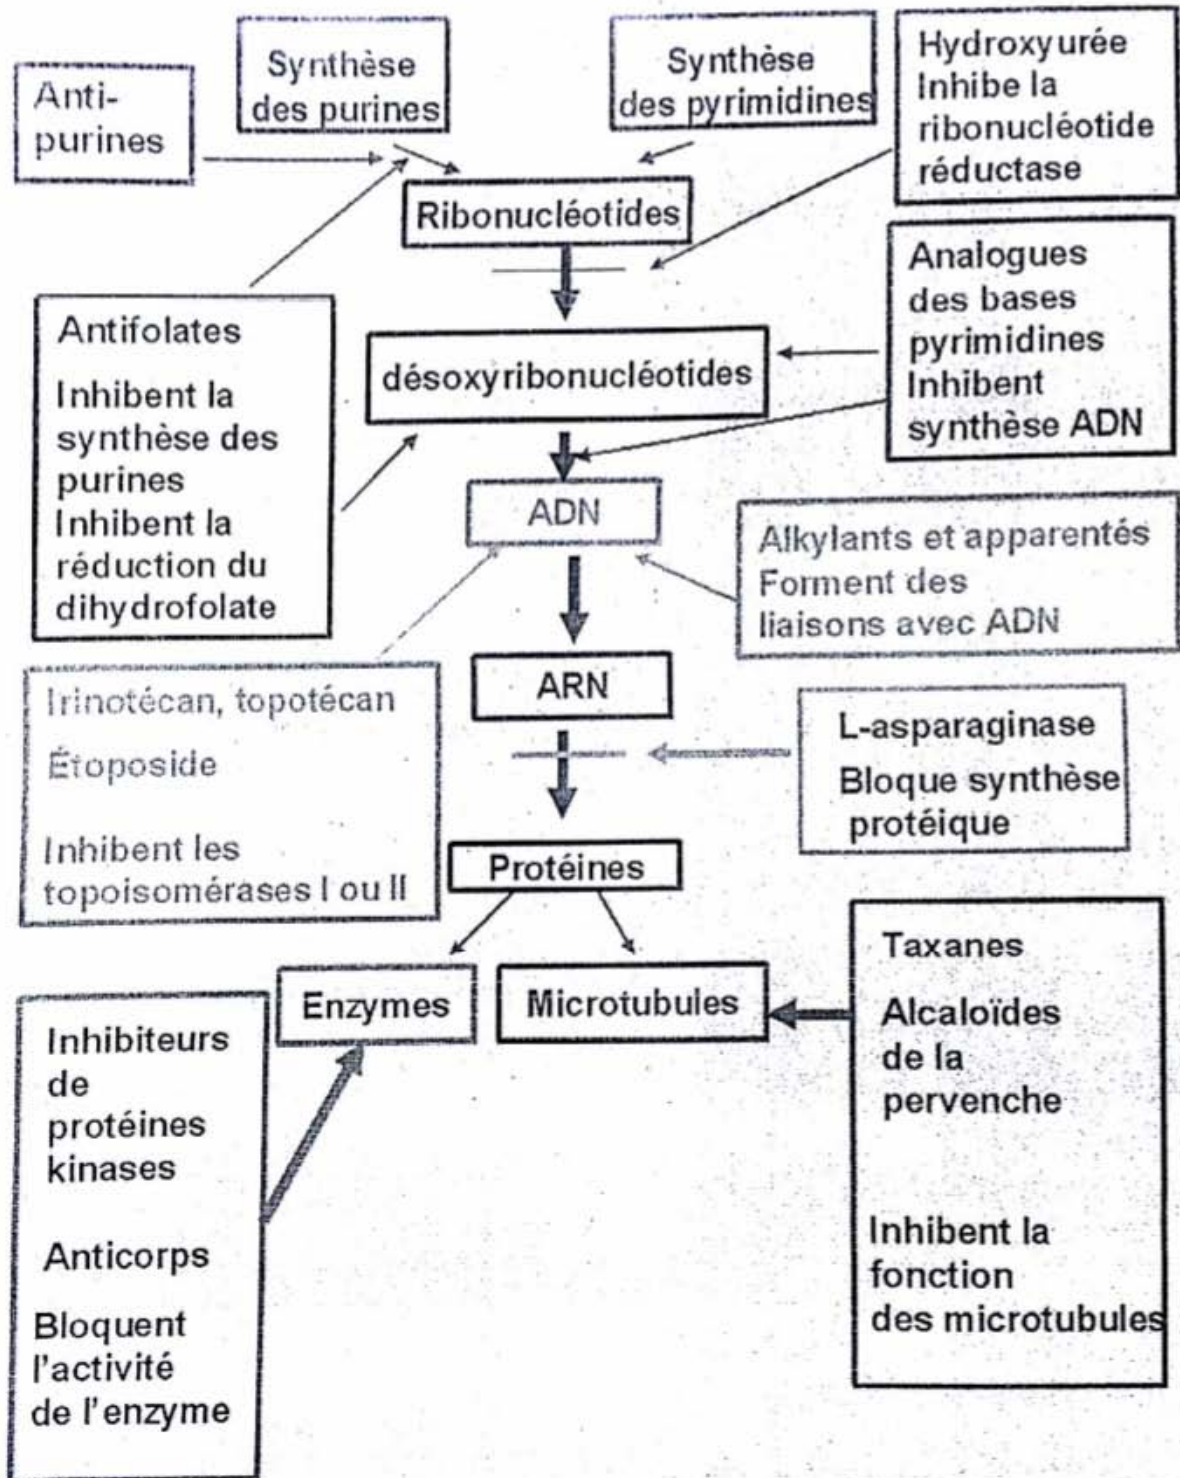 Anti-
purines
Synthèse
des purines
Synthèse
des pyrimidines
Hydroxyurée
Inhibe la
ribonucléotide
réductase
Ribonucléotides
Antifolates
Inhibent la
synthèse des
purines
Inhibent la
réduction du
dihydrofolate
désoxyribonucléotides
Analogues
des bases
pyrimidines
Inhibent
synthèse ADN
ADN
Alkylants et apparentés
Forment des
liaisons avec ADN
Irinotécan, topotécan
Étoposide
Inhibent les
topoisomérases I ou II
ARN
L-asparaginase
Bloque synthèse
protéique
Protéines
Enzymes
Microtubules
Taxanes
Alcaloïdes
de la
pervenche
Inhibent la
fonction
des microtubules
Inhibiteurs
de
protéines
kinases
Anticorps
Bloquent
l'activité
de l'enzyme